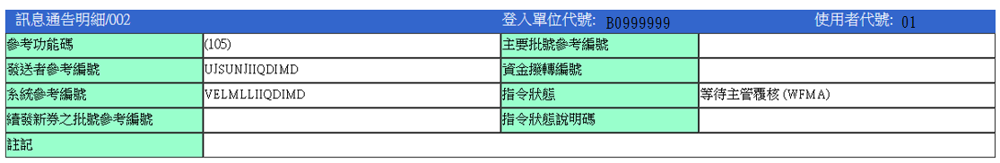 訊息通告明細/002 登入單位代號: B0999999 使用者代號: 01
參考功能碼 (105) 主要批號參考編號
發送者參考編號 UJSUNJIIQDIMD 資金撥轉編號
系統參考編號 VELMLLIIQDIMD 指令狀態 等待主管覆核 (WFMA)
續發新券之批號參考編號 指令狀態說明碼
註記